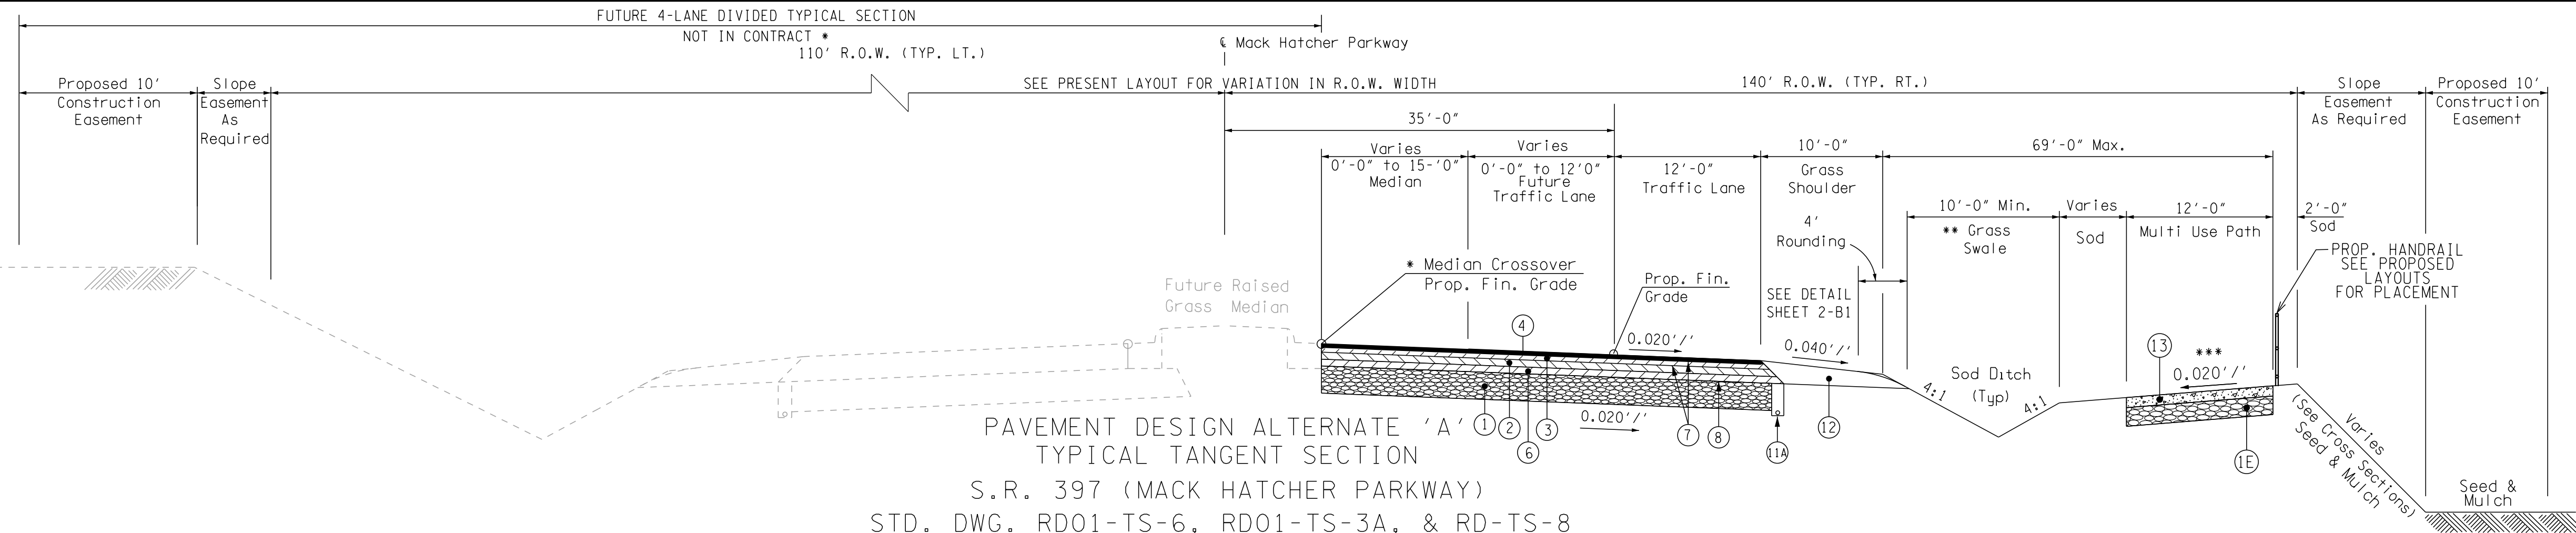 FUTURE 4-LANE DIVIDED TYPICAL SECTION
NOT IN CONTRACT *
110' R.O.W. (TYP. LT.)
℄ Mack Hatcher Parkway
Proposed 10'
Construction
Easement
Slope
Easement
As
Required
SEE PRESENT LAYOUT FOR VARIATION IN R.O.W. WIDTH
140' R.O.W. (TYP. RT.)
Slope
Easement
As Required
Proposed 10'
Construction
Easement
35'-0"
Varies
0'-0" to 15-'0"
Median
Varies
0'-0" to 12'0"
Future
Traffic Lane
12'-0"
Traffic Lane
10'-0"
Grass
Shoulder
69'-0" Max.
4'
Rounding
10'-0" Min.
** Grass
Swale
Varies
Sod
12'-0"
Multi Use Path
2'-0"
Sod
PROP. HANDRAIL
SEE PROPOSED
LAYOUTS
FOR PLACEMENT
Future Raised
Grass Median
* Median Crossover
Prop. Fin. Grade
Prop. Fin.
Grade
SEE DETAIL
SHEET 2-B1
4
0.020'/'
0.040'/'
Sod Ditch
(Typ)
4:1
4:1
13
***
0.020'/'
1
2
6
3
0.020'/'
7
8
11A
12
1E
Varies
(See Cross Sections)
Seed & Mulch
Seed &
Mulch
PAVEMENT DESIGN ALTERNATE 'A'
TYPICAL TANGENT SECTION
S.R. 397 (MACK HATCHER PARKWAY)
STD. DWG. RD01-TS-6, RD01-TS-3A, & RD-TS-8